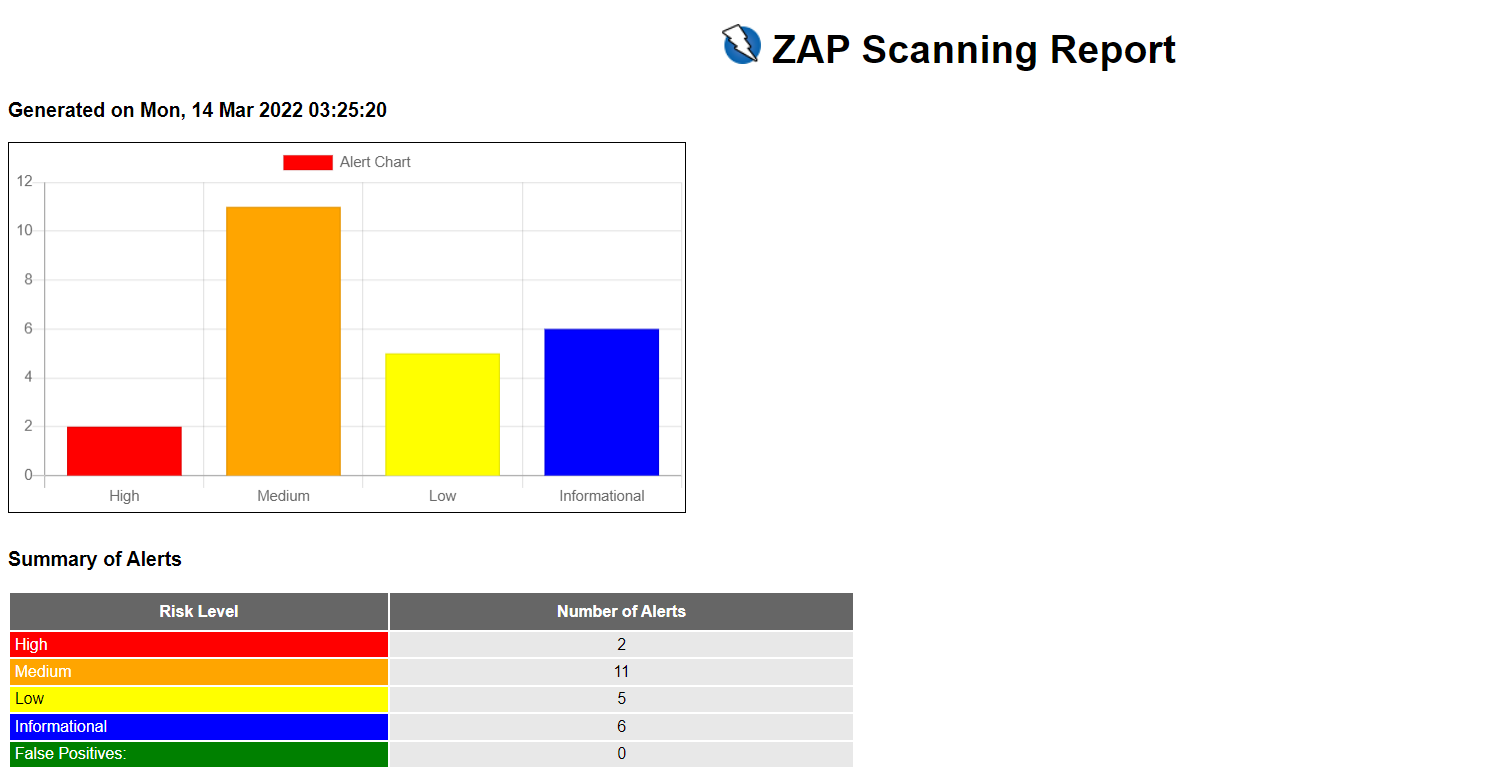 ZAP Scanning Report
Generated on Mon, 14 Mar 2022 03:25:20
Alert Chart
12
10
8
6
4
2
0
High Medium Low Informational
Summary of Alerts
Risk Level Number of Alerts
High 2
Medium 11
Low 5
Informational 6
False Positives: 0